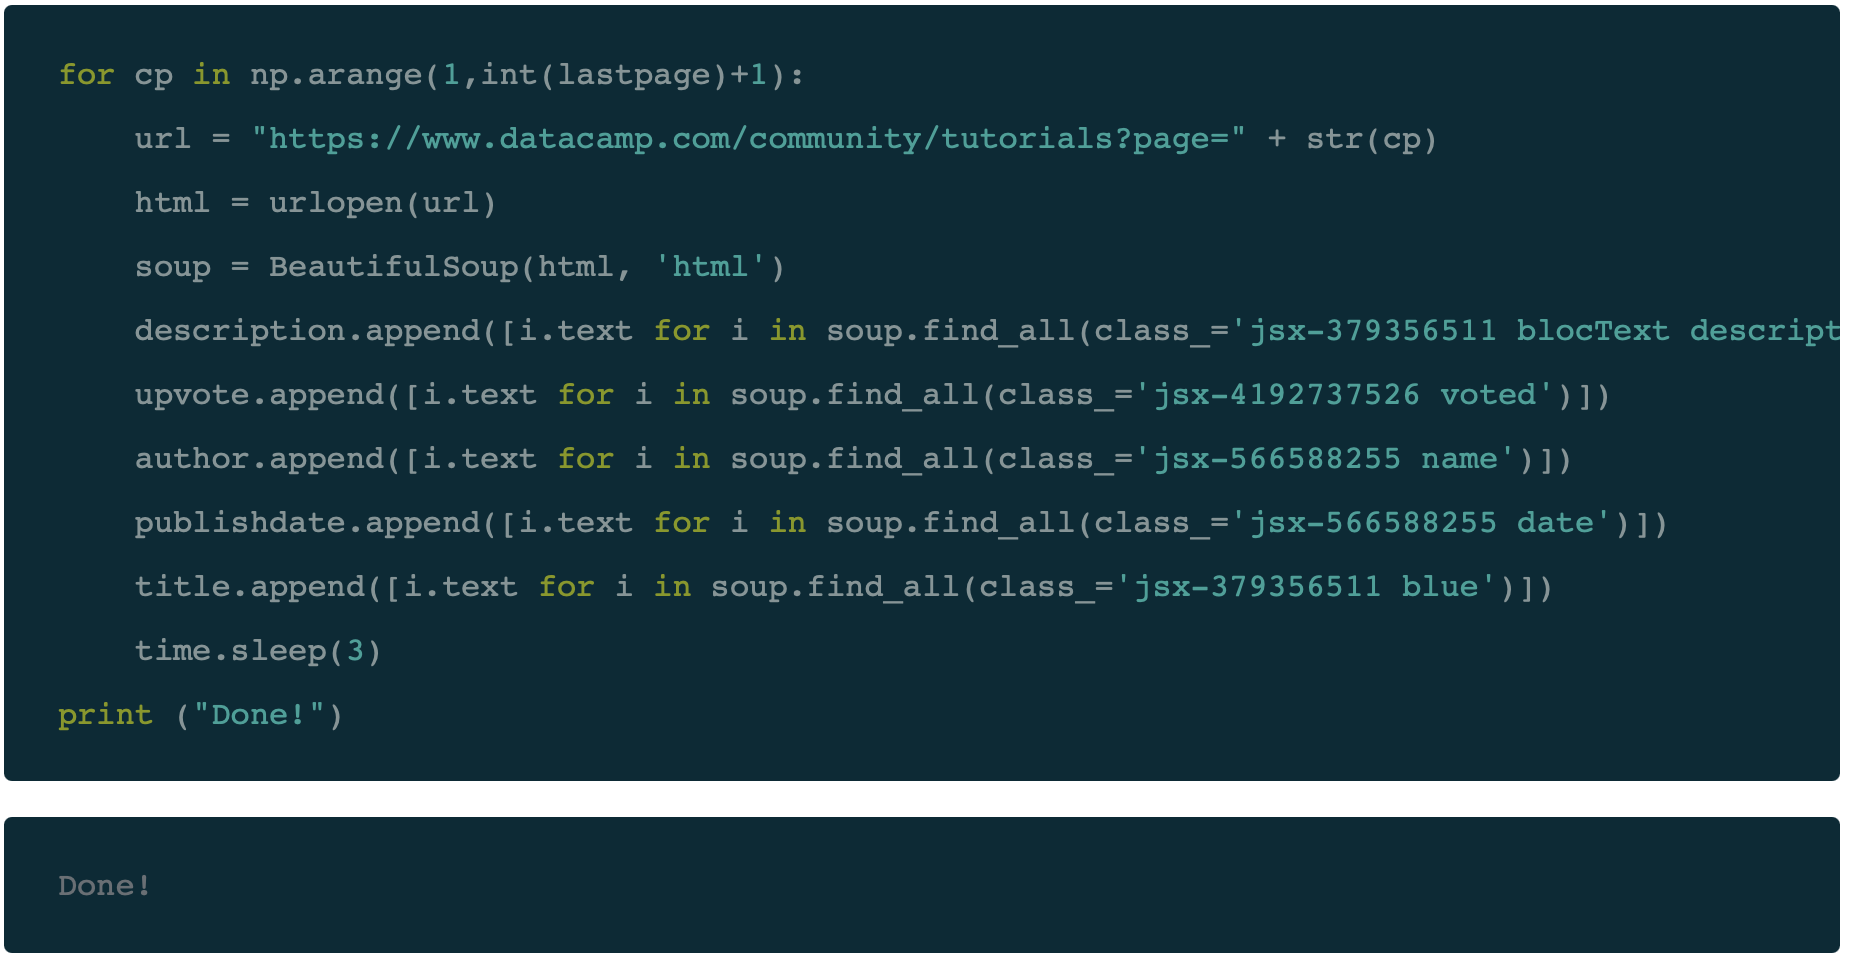 for cp in np.arange(1,int(lastpage)+1):
    url = "https://www.datacamp.com/community/tutorials?page=" + str(cp)
    html = urlopen(url)
    soup = BeautifulSoup(html, 'html')
    description.append([i.text for i in soup.find_all(class_='jsx-379356511 blocText descript
    upvote.append([i.text for i in soup.find_all(class_='jsx-4192737526 voted')])
    author.append([i.text for i in soup.find_all(class_='jsx-566588255 name')])
    publishdate.append([i.text for i in soup.find_all(class_='jsx-566588255 date')])
    title.append([i.text for i in soup.find_all(class_='jsx-379356511 blue')])
    time.sleep(3)
print ("Done!")
Done!